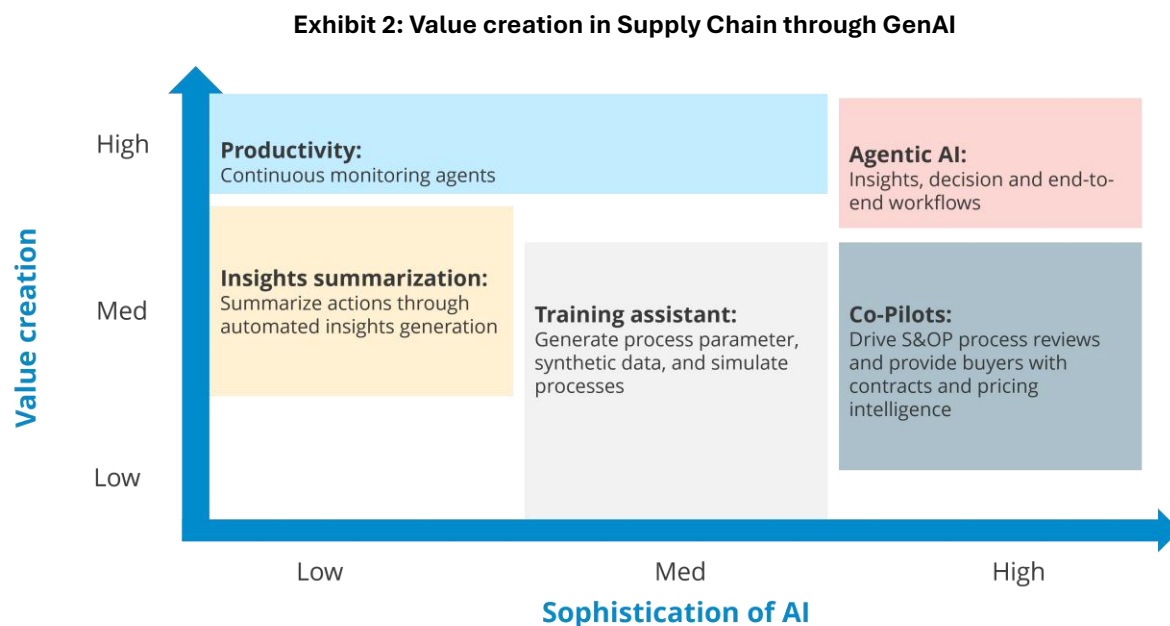 Exhibit 2: Value creation in Supply Chain through GenAI
Value creation
High
Med
Low
Productivity:
Continuous monitoring agents
Agentic AI:
Insights, decision and end-to-
end workflows
Insights summarization:
Summarize actions through
automated insights generation
Training assistant:
Generate process parameter,
synthetic data, and simulate
processes
Co-Pilots:
Drive S&OP process reviews
and provide buyers with
contracts and pricing
intelligence
Low
Med
High
Sophistication of AI